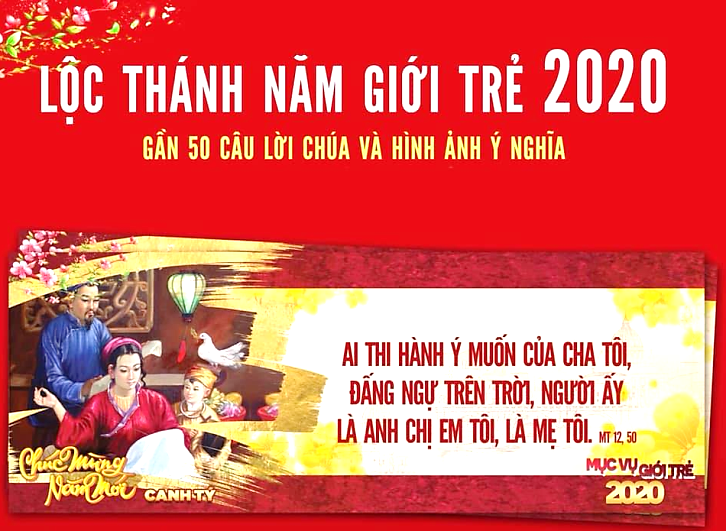 LỘC THÁNH NĂM GIỚI TRẺ 2020
GẦN 50 CÂU LỜI CHÚA VÀ HÌNH ẢNH Ý NGHĨA
AI THI HÀNH Ý MUỐN CỦA CHA TÔI,
ĐẤNG NGỰ TRÊN TRỜI, NGƯỜI ẤY
LÀ ANH CHỊ EM TÔI, LÀ MẸ TÔI. MT 12, 50
Chúc Mừng
Năm Mới CANH TÝ
MỤC VỤ GIỚI TRẺ
2020